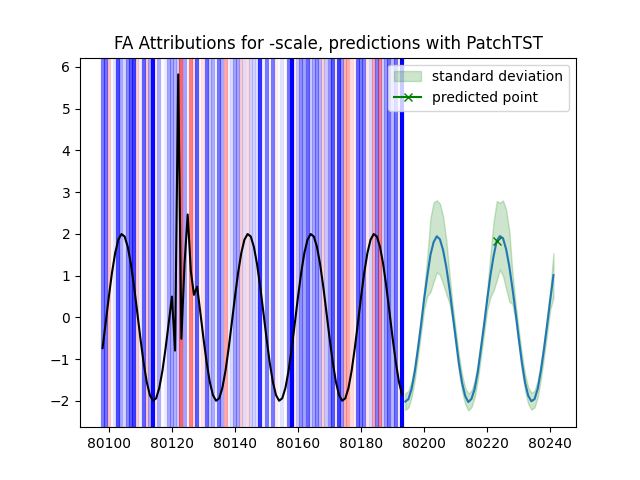 FA Attributions for -scale, predictions with PatchTST
standard deviation
predicted point
6
5
4
3
2
1
0
−1
−2
80100 80120 80140 80160 80180 80200 80220 80240